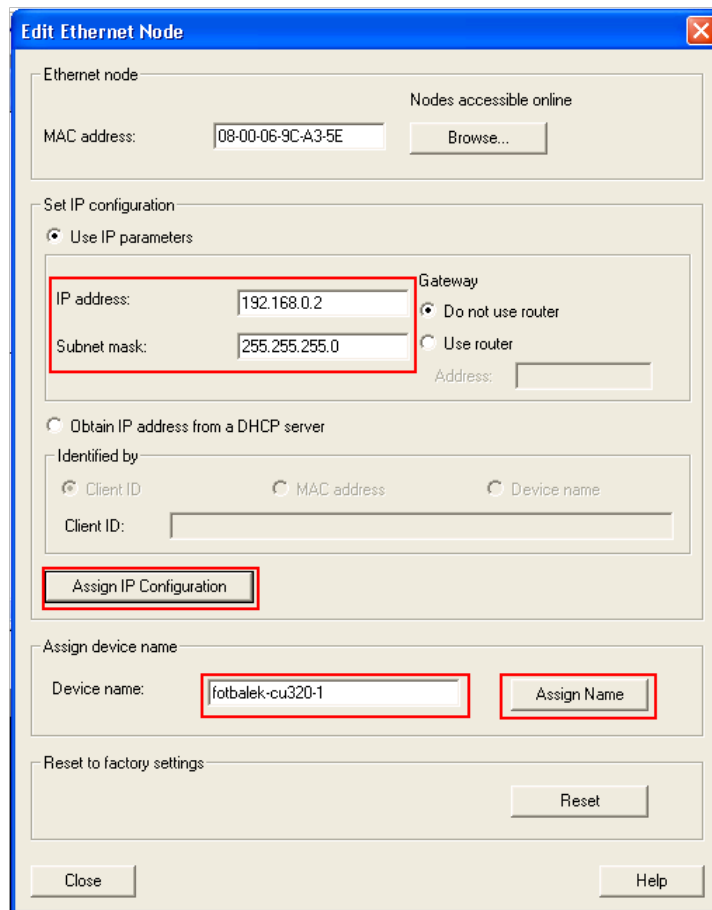 Edit Ethernet Node
Ethernet node
Nodes accessible online
MAC address: 08-00-06-9C-A3-5E Browse...
Set IP configuration
Use IP parameters
Gateway
IP address: 192.168.0.2
Do not use router
Subnet mask: 255.255.255.0
Use router
Address:
Obtain IP address from a DHCP server
Identified by
Client ID MAC address Device name
Client ID:
Assign IP Configuration
Assign device name
Device name: fotbalek-cu320-1 Assign Name
Reset to factory settings
Reset
Close Help